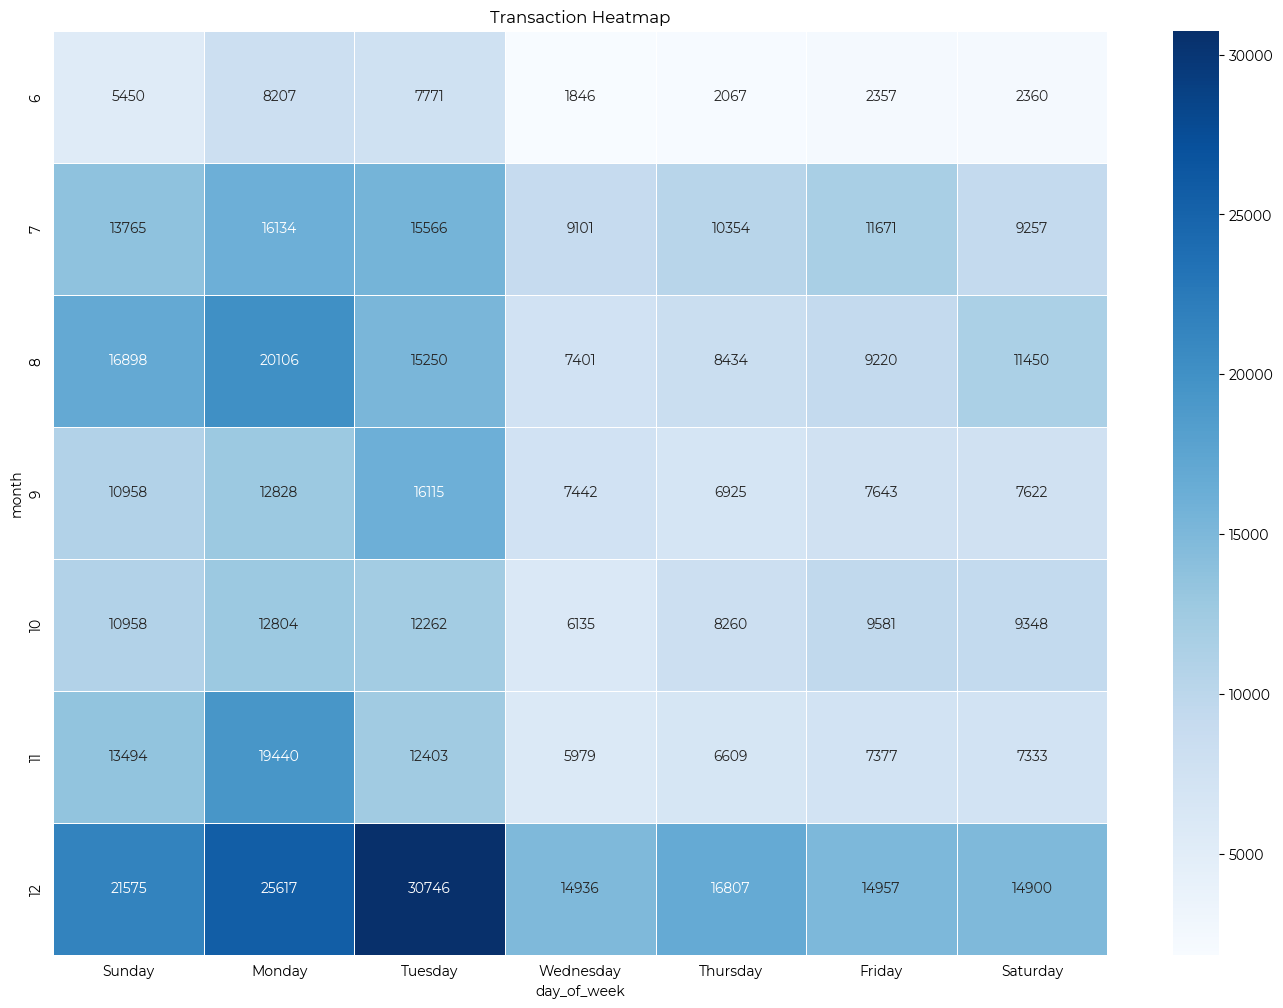 Transaction Heatmap
6 5450 8207 7771 1846 2067 2357 2360
7 13765 16134 15566 9101 10354 11671 9257
8 16898 20106 15250 7401 8434 9220 11450
9 10958 12828 16115 7442 6925 7643 7622
10 10958 12804 12262 6135 8260 9581 9348
11 13494 19440 12403 5979 6609 7377 7333
12 21575 25617 30746 14936 16807 14957 14900
month
Sunday Monday Tuesday Wednesday Thursday Friday Saturday
day_of_week
30000
25000
20000
15000
10000
5000